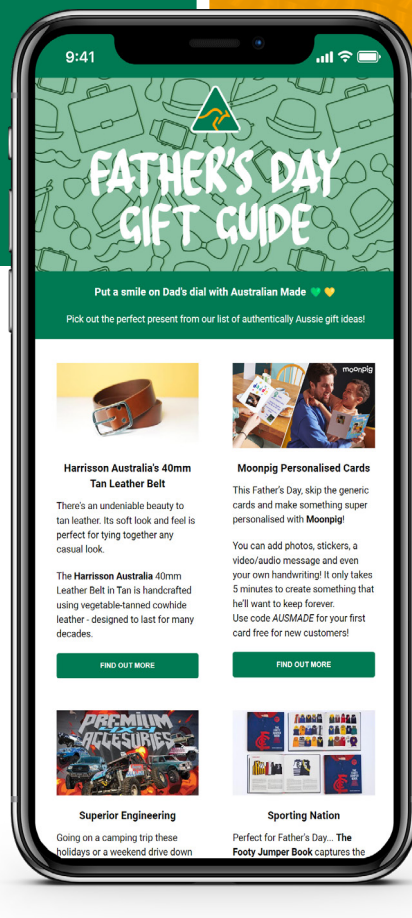 9:41
FATHER'S DAY
GIFT GUIDE
Put a smile on Dad's dial with Australian Made 💚 💛
Pick out the perfect present from our list of authentically Aussie gift ideas!
Harrisson Australia's 40mm
Tan Leather Belt
There's an undeniable beauty to
tan leather. Its soft look and feel is
perfect for tying together any
casual look.
The Harrisson Australia 40mm
Leather Belt in Tan is handcrafted
using vegetable-tanned cowhide
leather - designed to last for many
decades.
FIND OUT MORE
moonpig
Moonpig Personalised Cards
This Father's Day, skip the generic
cards and make something super
personalised with Moonpig!
You can add photos, stickers, a
video/audio message and even
your own handwriting! It only takes
5 minutes to create something that
he'll want to keep forever.
Use code AUSMADE for your first
card free for new customers!
FIND OUT MORE
PREMIUM
4X4
ACCESSORIES
Superior Engineering
Going on a camping trip these
holidays or a weekend drive down
Sporting Nation
Perfect for Father's Day... The
Footy Jumper Book captures the